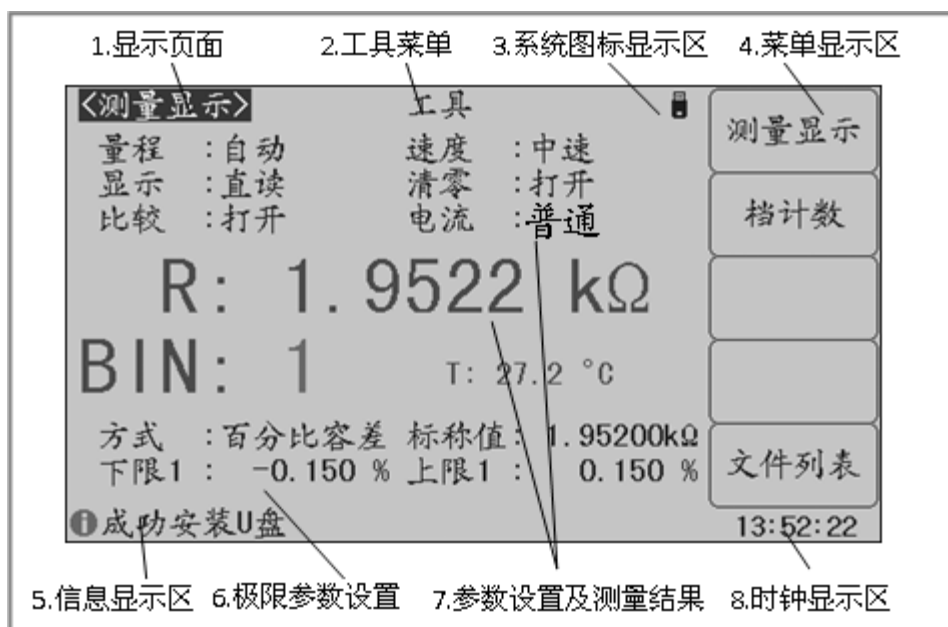 1.显示页面 2.工具菜单 3.系统图标显示区 4.菜单显示区
<测量显示> 工具
测量显示
量程 :自动 速度 :中速
显示 :直读 清零 :打开
比较 :打开 电流 :普通
档计数
R: 1.9522 kΩ
BIN: 1 T: 27.2 °C
方式 :百分比容差 标称值: 1.95200kΩ
下限1 : -0.150 % 上限1 : 0.150 %
文件列表
成功安装U盘 13:52:22
5.信息显示区 6.极限参数设置 7.参数设置及测量结果 8.时钟显示区